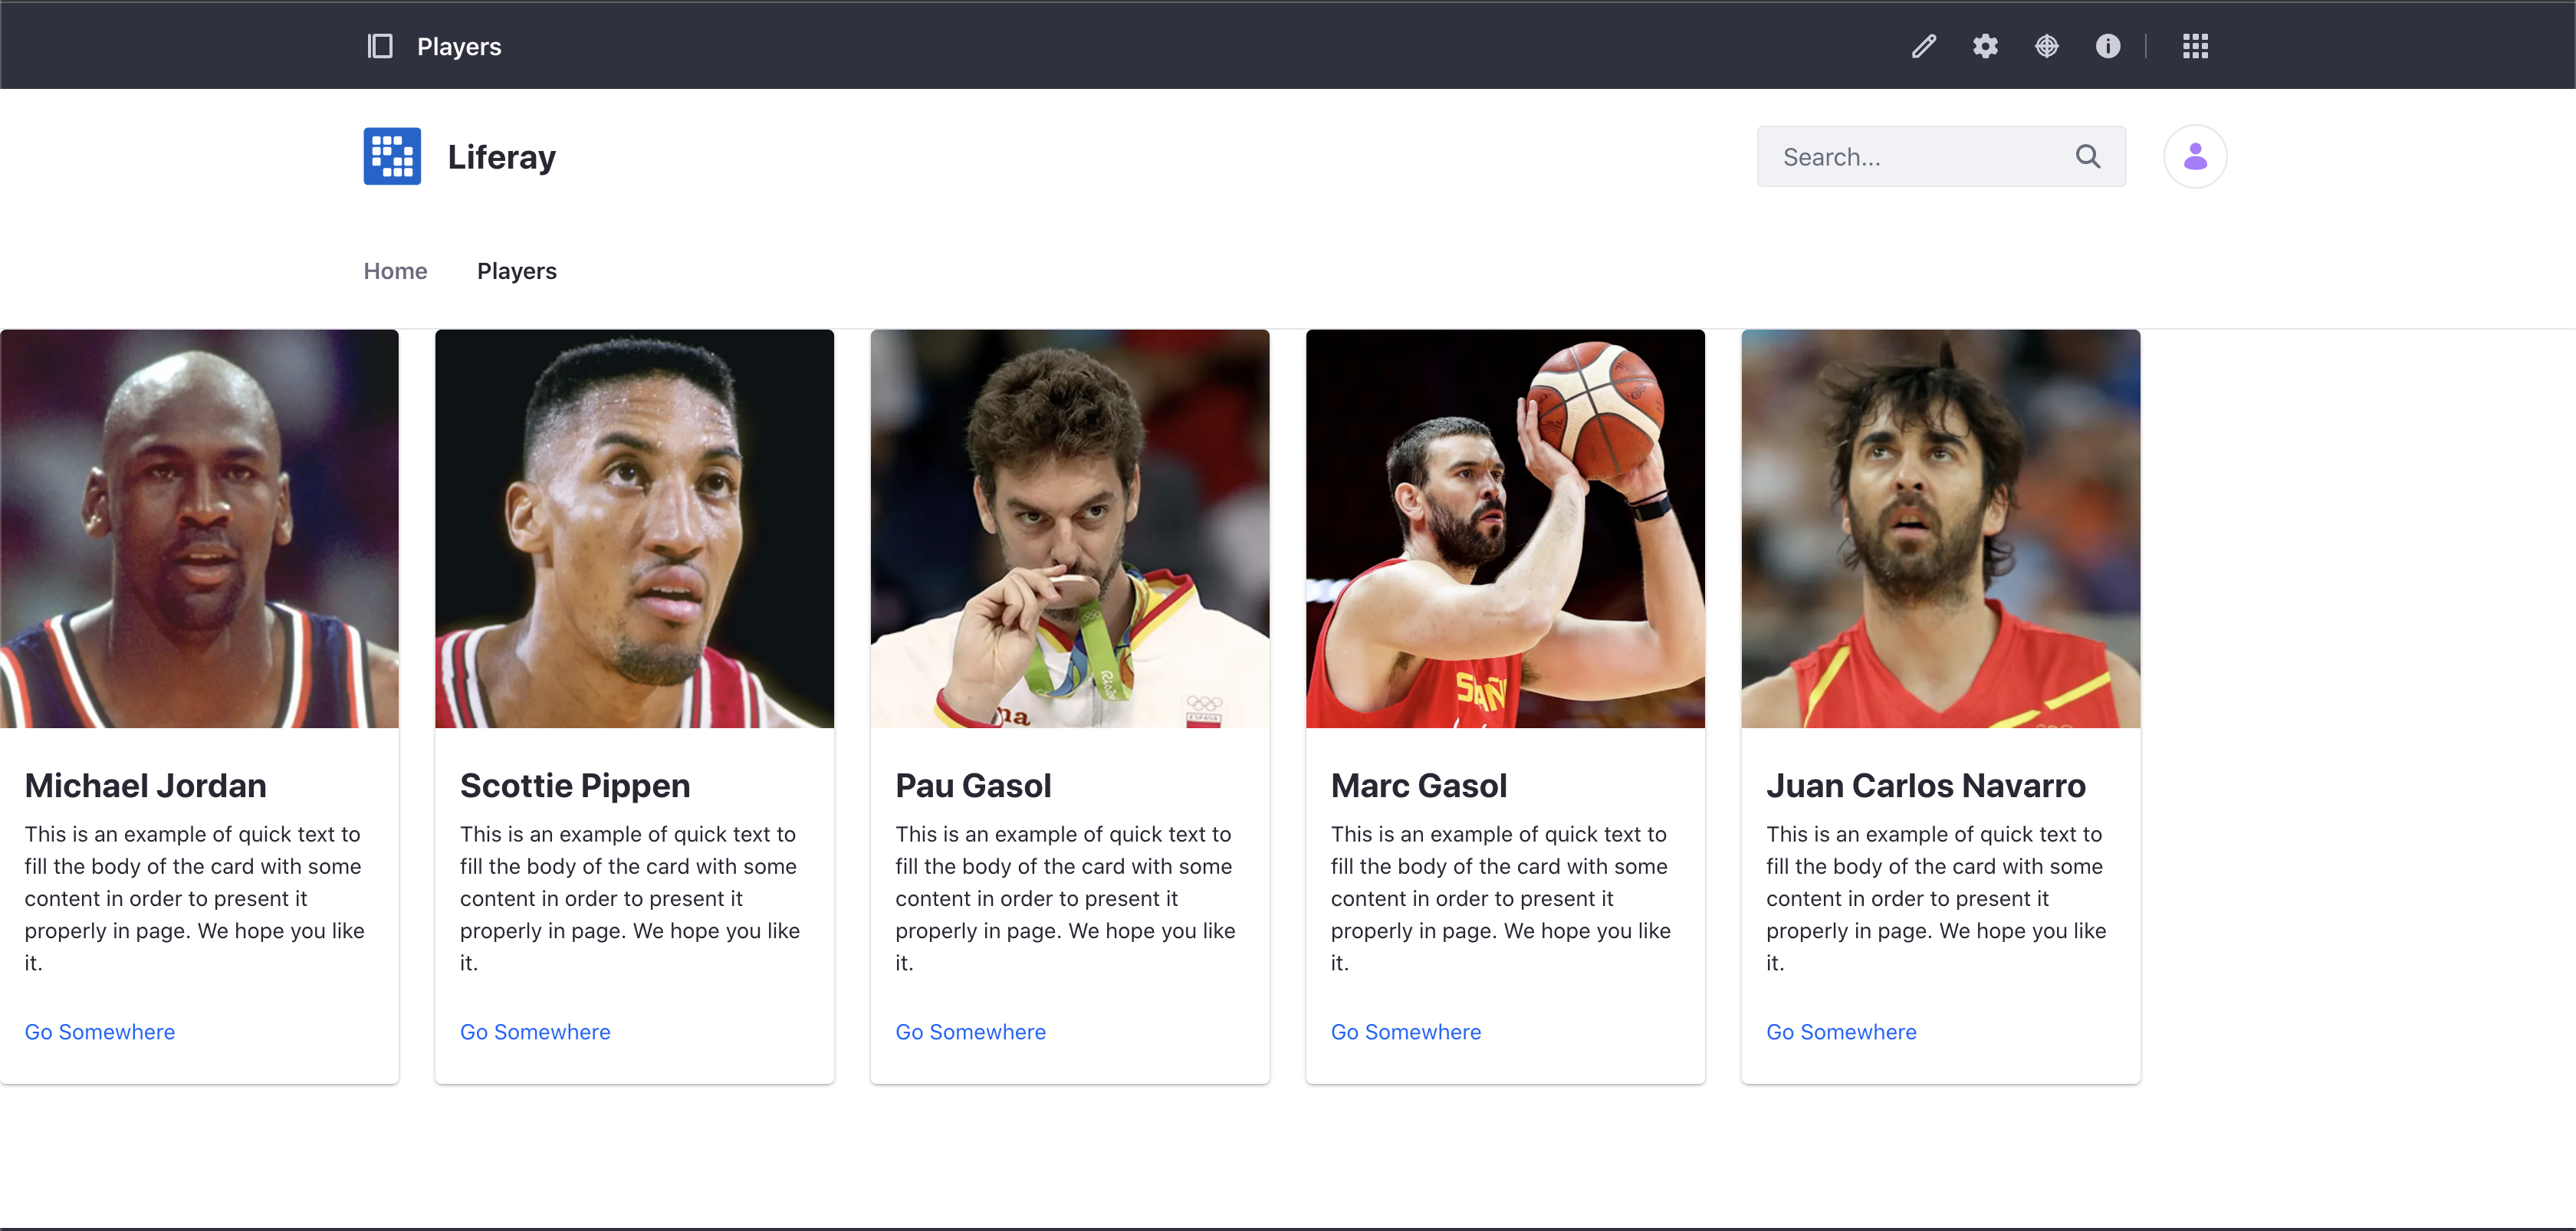 Players
Liferay
Search...
Home
Players
Rio
na
ESPAÑA
Michael Jordan
This is an example of quick text to
fill the body of the card with some
content in order to present it
properly in page. We hope you like
it.
Go Somewhere
Scottie Pippen
This is an example of quick text to
fill the body of the card with some
content in order to present it
properly in page. We hope you like
it.
Go Somewhere
Pau Gasol
This is an example of quick text to
fill the body of the card with some
content in order to present it
properly in page. We hope you like
it.
Go Somewhere
Marc Gasol
This is an example of quick text to
fill the body of the card with some
content in order to present it
properly in page. We hope you like
it.
Go Somewhere
Juan Carlos Navarro
This is an example of quick text to
fill the body of the card with some
content in order to present it
properly in page. We hope you like
it.
Go Somewhere